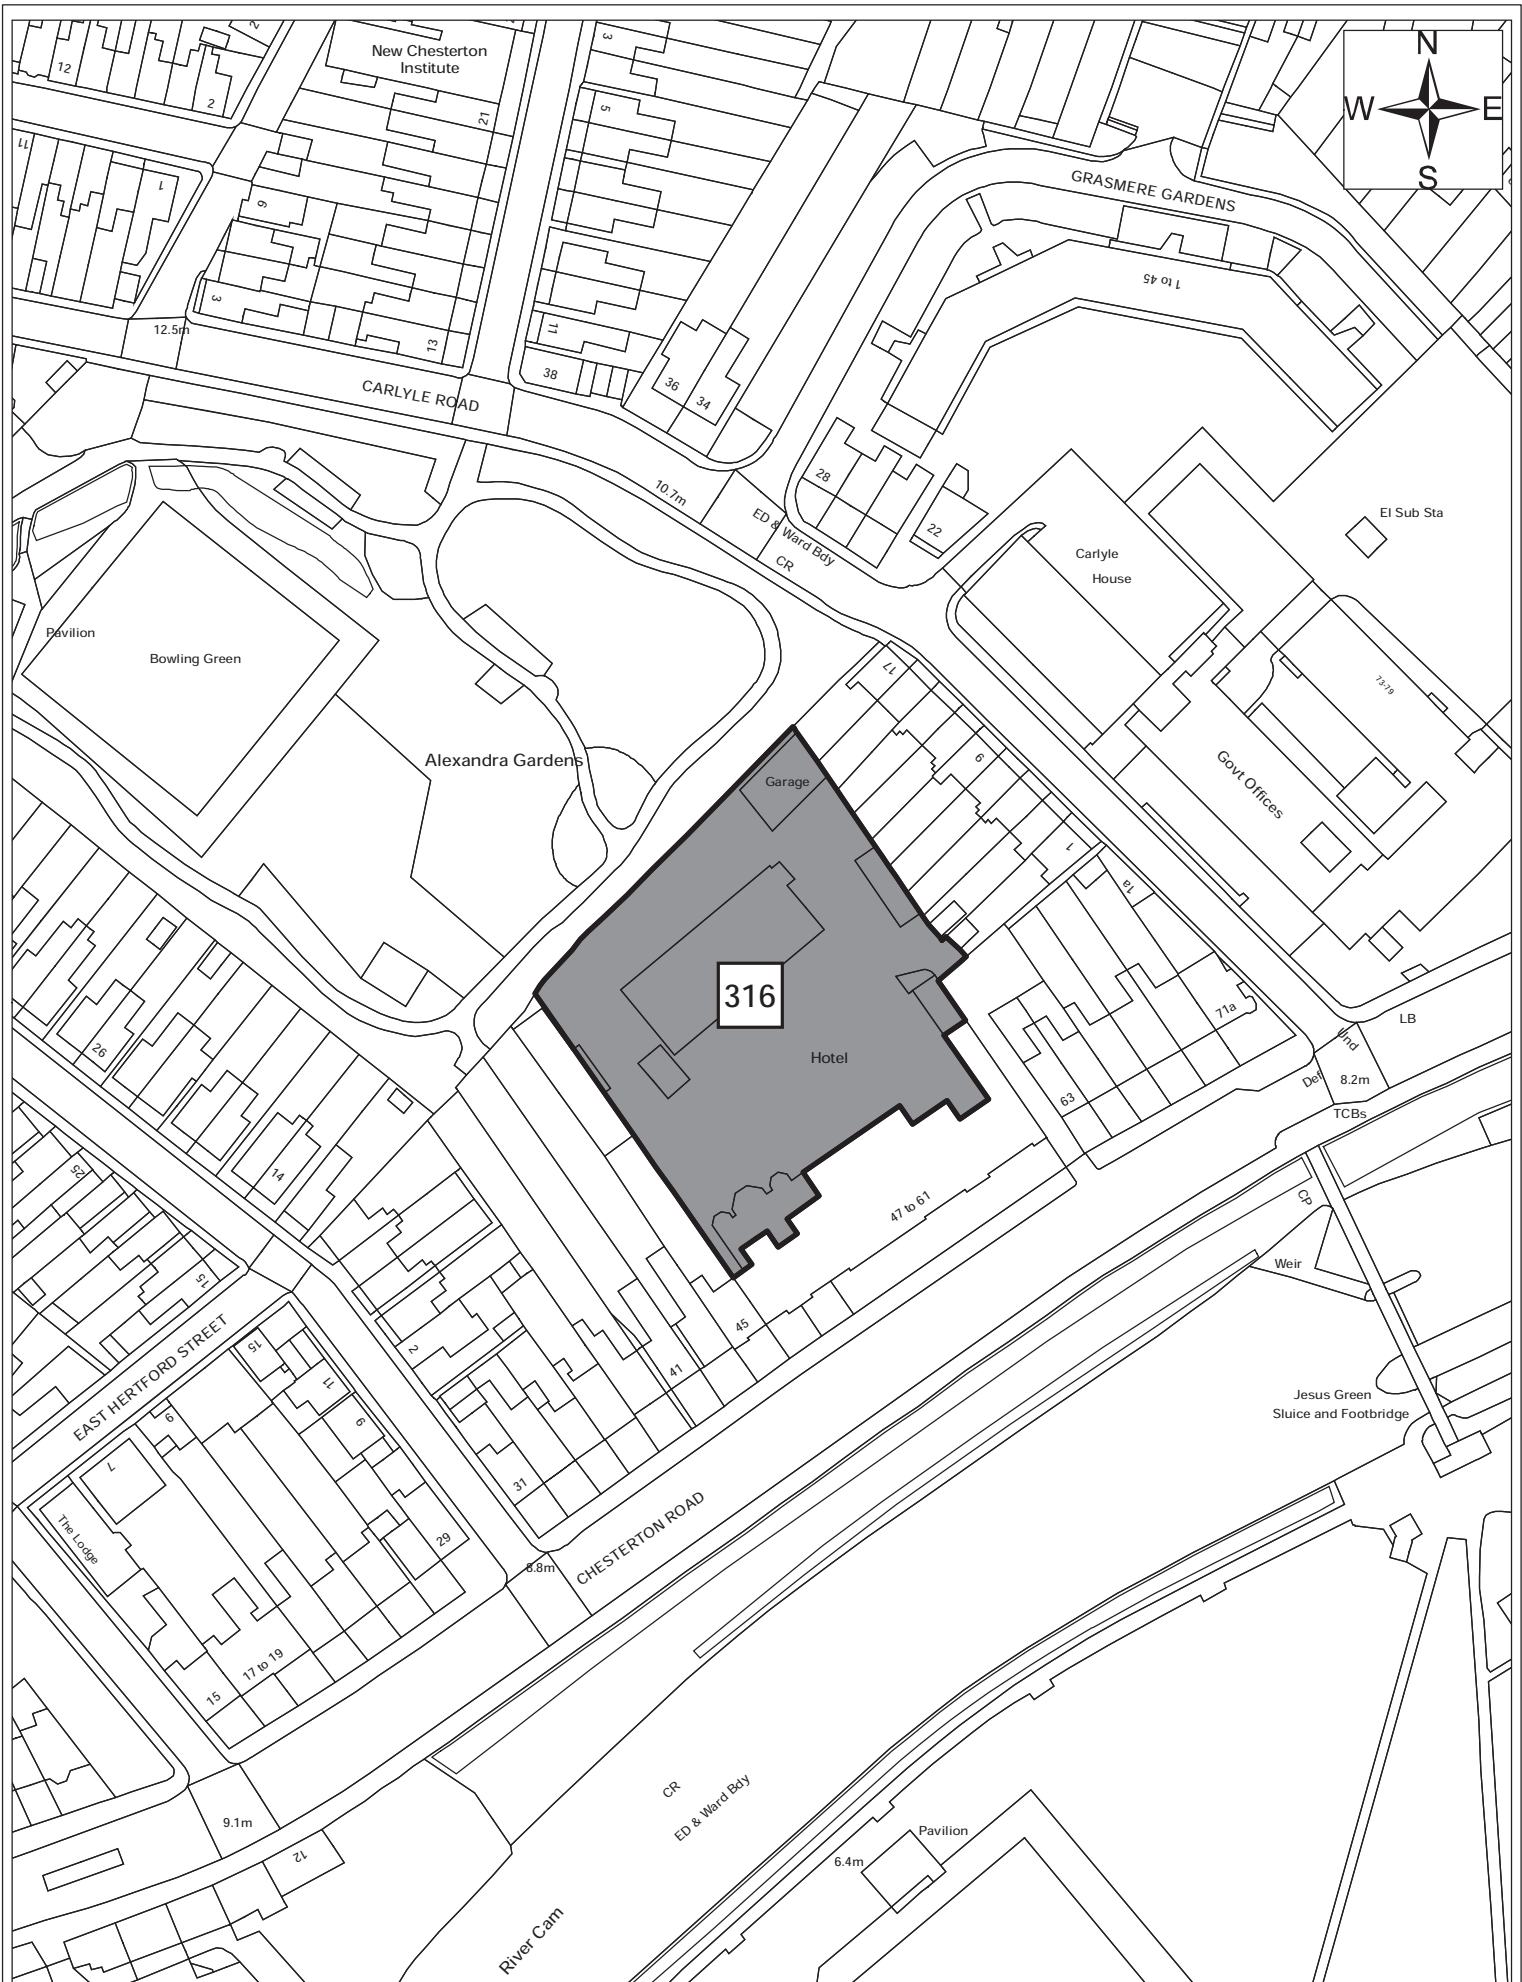 N
W
E
S
New Chesterton
Institute
12
2
2
3
21
5
11
1
6
3
12.5m
13
11
38
36
34
CARLYLE ROAD
GRASMERE GARDENS
1 to 45
10.7m
ED & Ward Bdy
CR
28
22
Carlyle
House
El Sub Sta
Pavilion
Bowling Green
Alexandra Gardens
17
9
1
1a
73-79
Govt Offices
Garage
316
Hotel
71a
63
Und
Def
LB
8.2m
TCBs
CP
Weir
47 to 61
26
14
25
15
2
45
41
31
EAST HERTFORD STREET
15
11
9
9
7
The Lodge
29
8.8m
CHESTERTON ROAD
17 to 19
15
Jesus Green
Sluice and Footbridge
9.1m
12
CR
ED & Ward Bdy
Pavilion
6.4m
River Cam